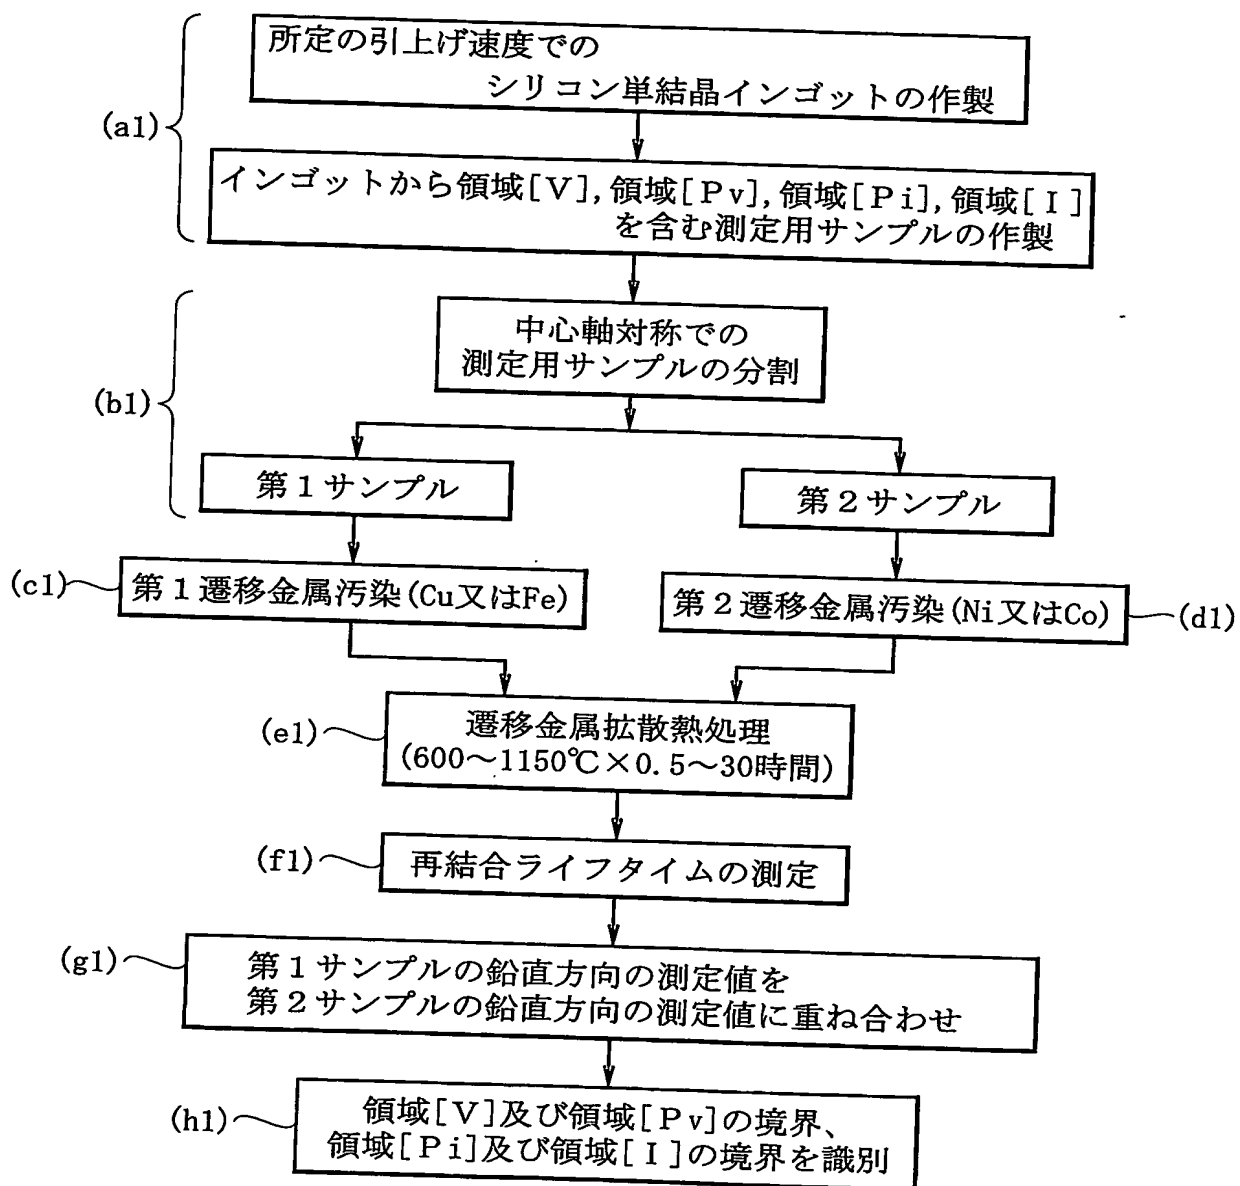 所定の引上げ速度での
シリコン単結晶インゴットの作製
(a1)
インゴットから領域[V],領域[Pv],領域[Pi],領域[I]
を含む測定用サンプルの作製
中心軸対称での
測定用サンプルの分割
(b1)
第1サンプル
第2サンプル
(c1)
第1遷移金属汚染(Cu又はFe)
第2遷移金属汚染(Ni又はCo)
(d1)
(e1)
遷移金属拡散熱処理
(600～1150℃×0.5～30時間)
(f1)
再結合ライフタイムの測定
(g1)
第1サンプルの鉛直方向の測定値を
第2サンプルの鉛直方向の測定値に重ね合わせ
(h1)
領域[V]及び領域[Pv]の境界、
領域[Pi]及び領域[I]の境界を識別